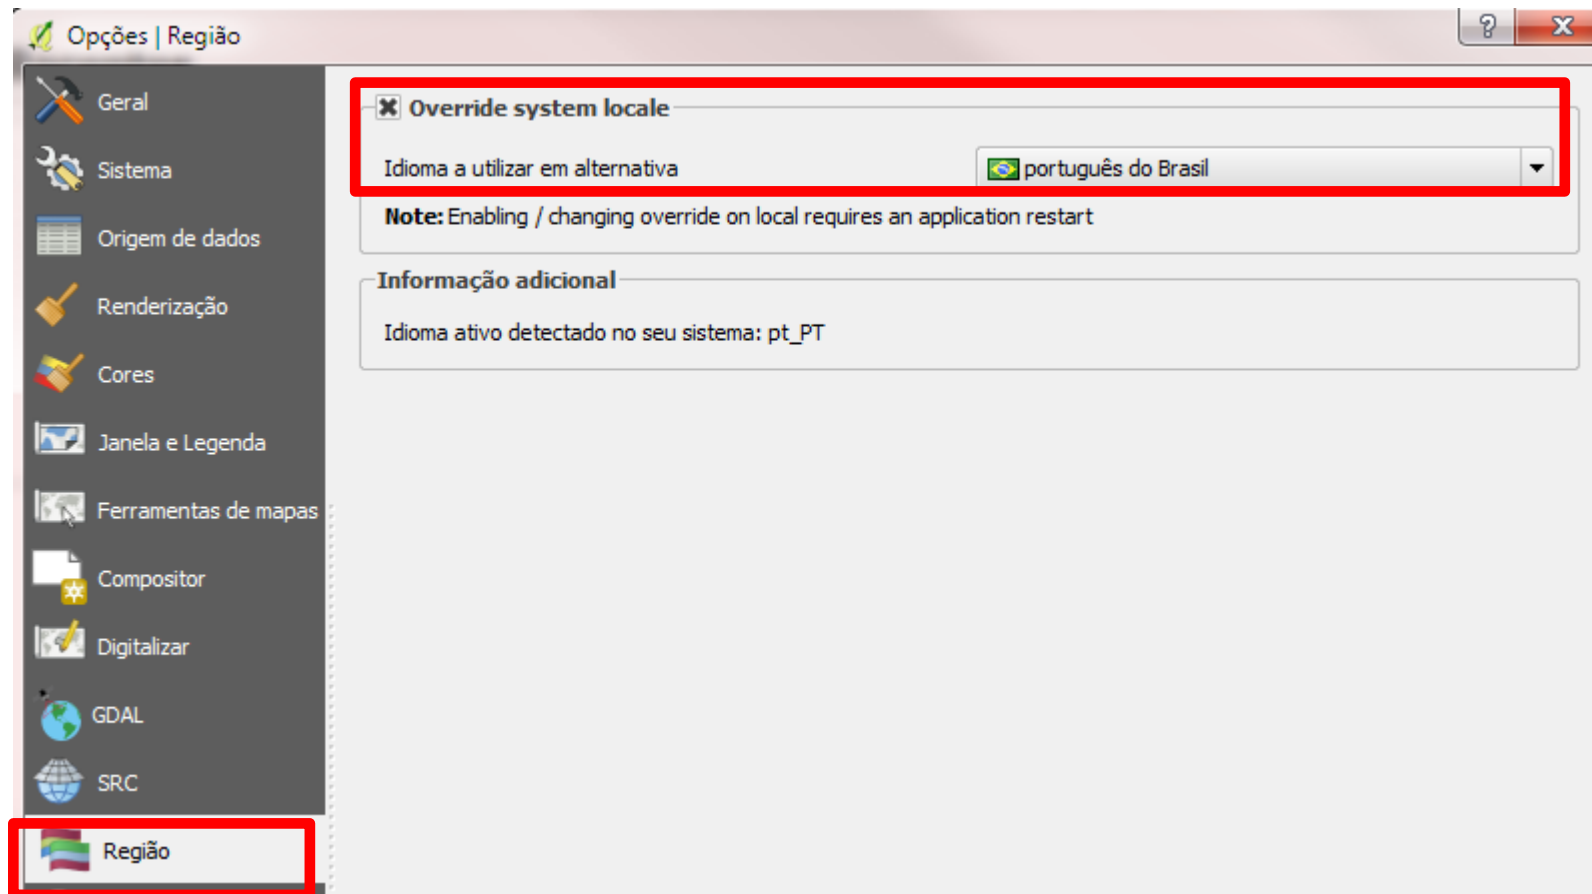 Opções | Região
Geral
Sistema
Origem de dados
Renderização
Cores
Janela e Legenda
Ferramentas de mapas
Compositor
Digitalizar
GDAL
SRC
Região
Override system locale
Idioma a utilizar em alternativa
português do Brasil
Note: Enabling / changing override on local requires an application restart
Informação adicional
Idioma ativo detectado no seu sistema: pt_PT